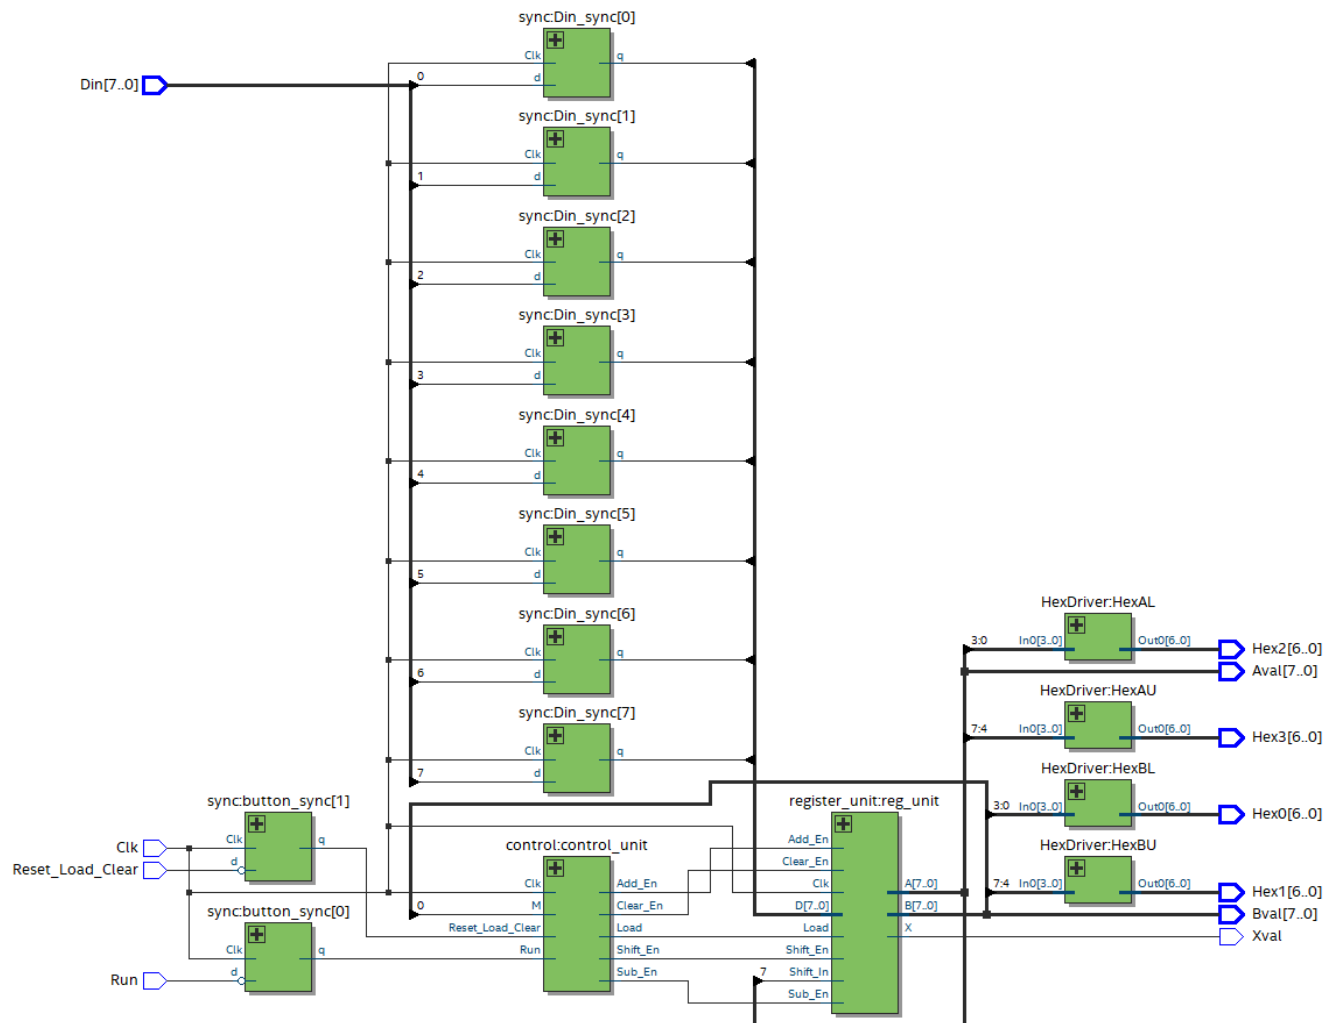 sync:Din_sync[0]
Clk q
Din[7..0] 0 d
sync:Din_sync[1]
Clk q
1 d
sync:Din_sync[2]
Clk q
2 d
sync:Din_sync[3]
Clk q
3 d
sync:Din_sync[4]
Clk q
4 d
sync:Din_sync[5]
Clk q
5 d
sync:Din_sync[6]
Clk q
6 d
sync:Din_sync[7]
Clk q
7 d
HexDriver:HexAL
3:0 In0[3..0] Out0[6..0] Hex2[6..0]
Aval[7..0]
HexDriver:HexAU
7:4 In0[3..0] Out0[6..0] Hex3[6..0]
HexDriver:HexBL
3:0 In0[3..0] Out0[6..0] Hex0[6..0]
HexDriver:HexBU
7:4 In0[3..0] Out0[6..0] Hex1[6..0]
Bval[7..0]
Xval
sync:button_sync[1]
Clk Clk q
Reset_Load_Clear d
sync:button_sync[0]
Clk q
Run d
control:control_unit
Clk Add_En
0 M Clear_En
Reset_Load_Clear Load
Run Shift_En
Sub_En
register_unit:reg_unit
Add_En
Clear_En
Clk A[7..0]
D[7..0] B[7..0]
Load X
Shift_En
7 Shift_In
Sub_En